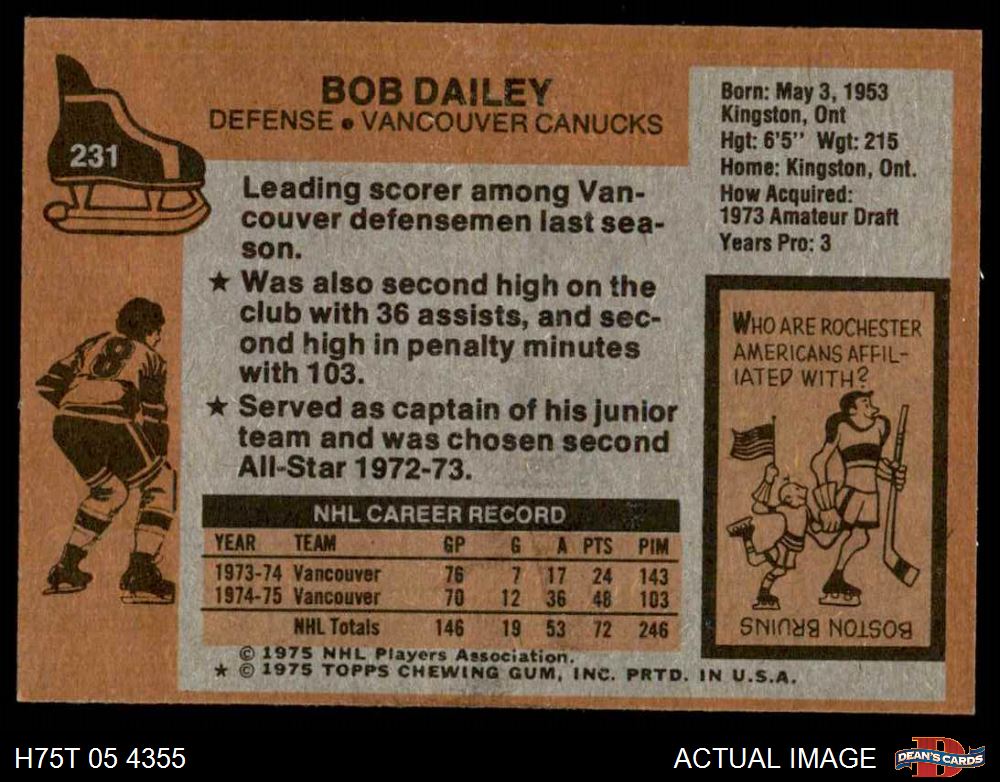 231
BOB DAILEY
DEFENSE • VANCOUVER CANUCKS
Leading scorer among Van-
couver defensemen last sea-
son.
★ Was also second high on the
club with 36 assists, and sec-
ond high in penalty minutes
with 103.
★ Served as captain of his junior
team and was chosen second
All-Star 1972-73.
NHL CAREER RECORD
YEAR TEAM GP G A PTS PIM
1973-74 Vancouver 76 7 17 24 143
1974-75 Vancouver 70 12 36 48 103
NHL Totals 146 19 53 72 246
© 1975 NHL Players Association.
★ © 1975 TOPPS CHEWING GUM, INC. PRTD. IN U.S.A.
Born: May 3, 1953
Kingston, Ont
Hgt: 6'5" Wgt: 215
Home: Kingston, Ont.
How Acquired:
1973 Amateur Draft
Years Pro: 3
WHO ARE ROCHESTER
AMERICANS AFFIL-
IATED WITH?
BOSTON BRUINS
8
H75T 05 4355
ACTUAL IMAGE
D
DEAN'S CARDS